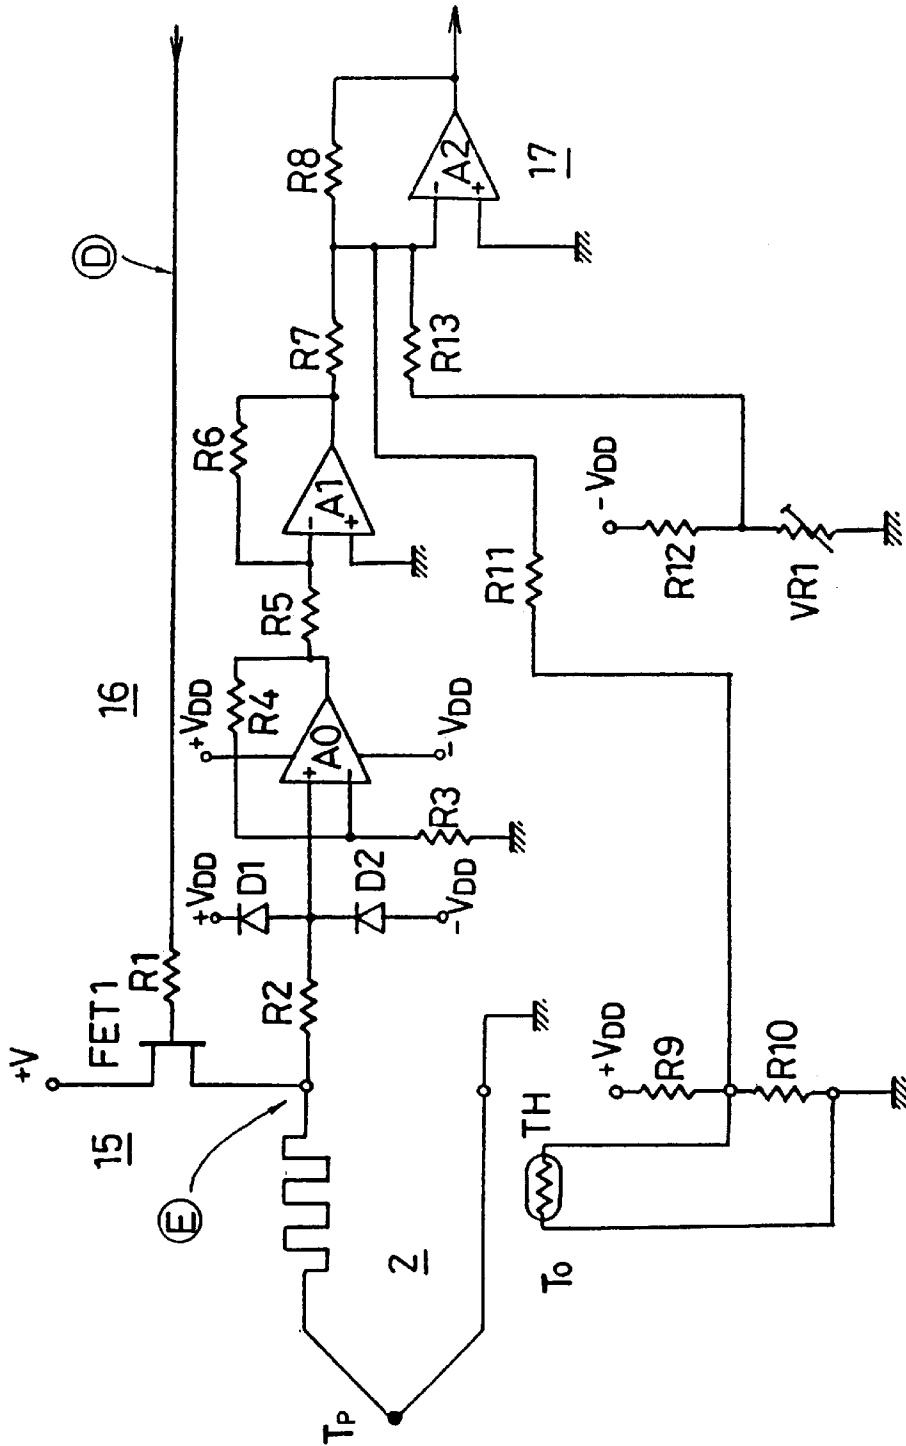 +V
FET1
R1
15
16
D
E
R2
+VDD
D1
D2
-VDD
+VDD
R4
A0
+
-
-VDD
R3
R5
R6
A1
-
+
R7
R8
A2
-
+
17
R13
R11
-VDD
R12
VR1
2
TP
TO
TH
+VDD
R9
R10